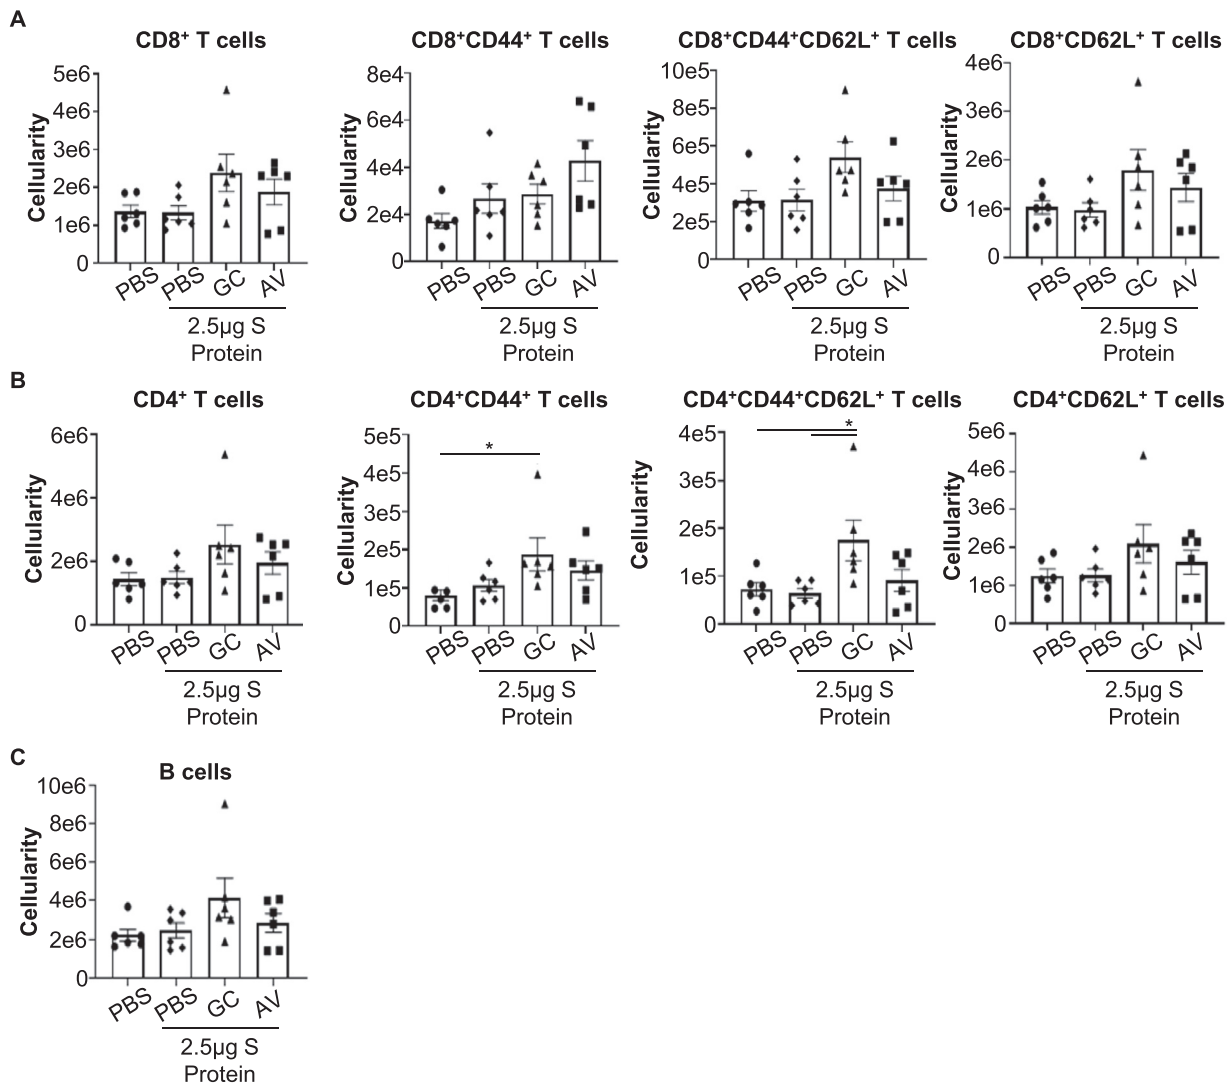 A
CD8⁺ T cells
Cellularity
5e6
4e6
3e6
2e6
1e6
0
PBS
PBS
GC
AV
2.5µg S
Protein
CD8⁺CD44⁺ T cells
Cellularity
8e4
6e4
4e4
2e4
0
PBS
PBS
GC
AV
2.5µg S
Protein
CD8⁺CD44⁺CD62L⁺ T cells
Cellularity
10e5
8e5
6e5
4e5
2e5
0
PBS
PBS
GC
AV
2.5µg S
Protein
CD8⁺CD62L⁺ T cells
Cellularity
4e6
2e6
1e6
0
PBS
PBS
GC
AV
2.5µg S
Protein
B
CD4⁺ T cells
Cellularity
6e6
4e6
2e6
0
PBS
PBS
GC
AV
2.5µg S
Protein
CD4⁺CD44⁺ T cells
Cellularity
5e5
4e5
3e5
2e5
1e5
0
*
PBS
PBS
GC
AV
2.5µg S
Protein
CD4⁺CD44⁺CD62L⁺ T cells
Cellularity
4e5
2e5
2e5
1e5
0
*
PBS
PBS
GC
AV
2.5µg S
Protein
CD4⁺CD62L⁺ T cells
Cellularity
5e6
4e6
3e6
2e6
1e6
0
PBS
PBS
GC
AV
2.5µg S
Protein
C
B cells
Cellularity
10e6
8e6
6e6
4e6
2e6
0
PBS
PBS
GC
AV
2.5µg S
Protein